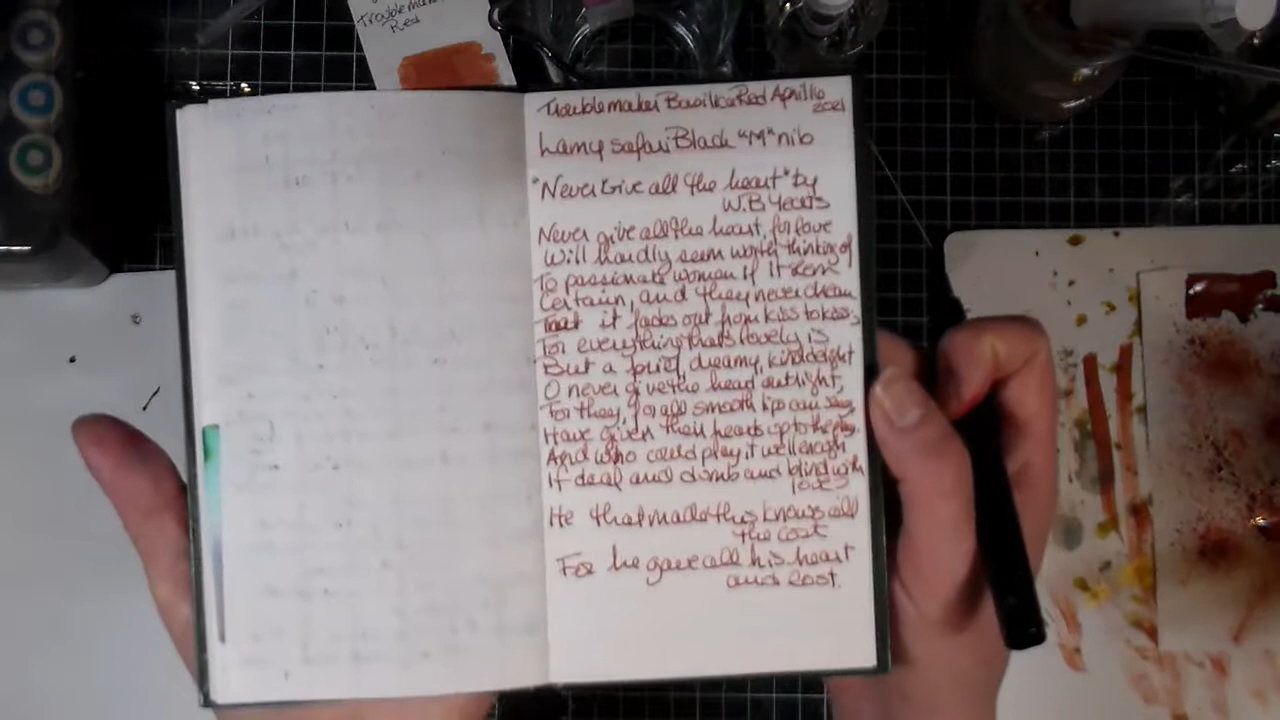 Troublemaker
Red
Troublemaker Basilica Red April 16
2021
Lamy Safari Black "M" nib
"Never Give all the heart" by
W.B Yeats
Never give all the heart, for love
Will hardly seem worth thinking of
To passionate women if it seem
Certain, and they never dream
That it fades out from kiss to kiss;
For everything that's lovely is
But a brief, dreamy, kind delight
O never give the heart outright,
For they, for all smooth lips can say,
Have given their hearts up to the play.
And who could play it well enough
If deaf and dumb and blind with
love?
He that made this knows all
the cost
For he gave all his heart
and lost.